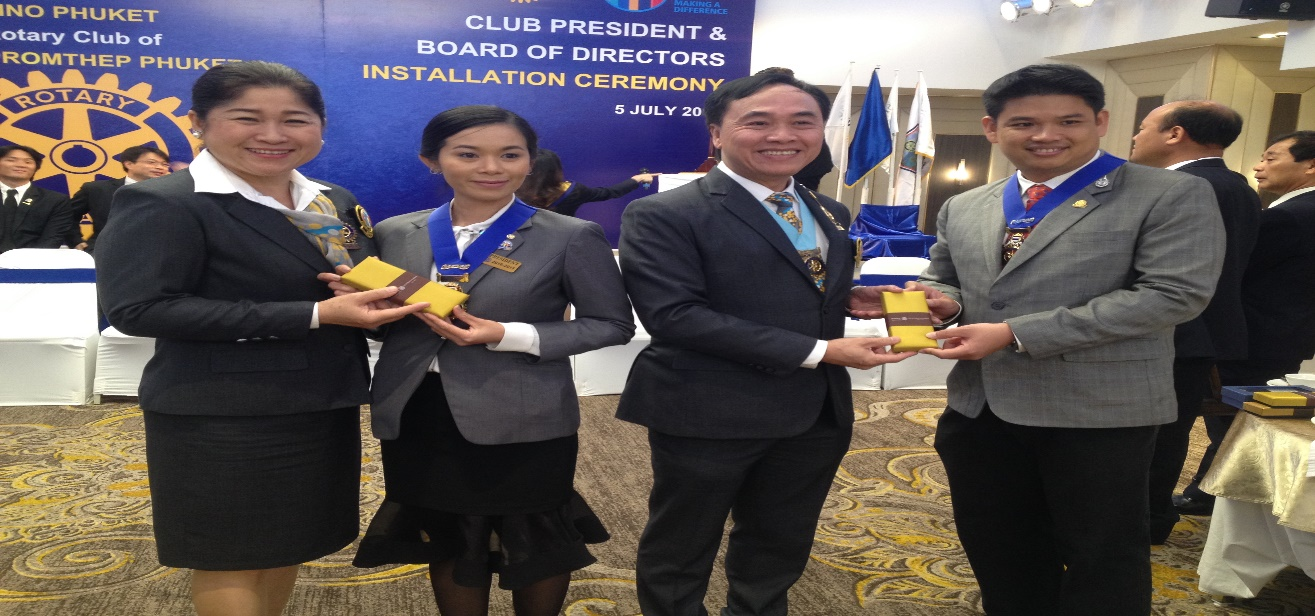 INO PHUKET
Rotary Club of
ROMTHEP PHUKET
ROTARY
MAKING A
DIFFERENCE
CLUB PRESIDENT &
BOARD OF DIRECTORS
INSTALLATION CEREMONY
5 JULY 20